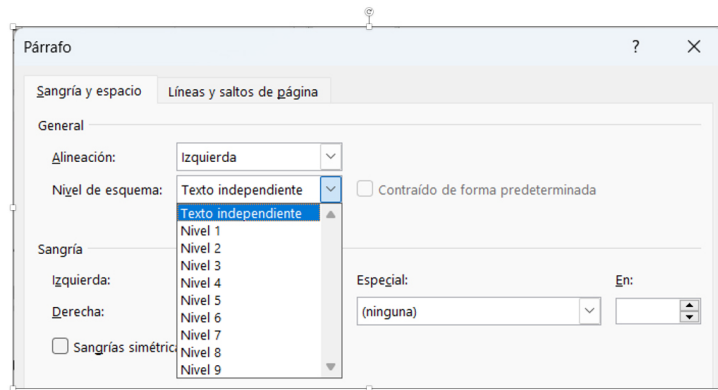 Párrafo ?
Sangría y espacio Líneas y saltos de página
General
Alineación: Izquierda
Nivel de esquema: Texto independiente Contraído de forma predeterminada
Texto independiente
Nivel 1
Nivel 2
Sangría Nivel 3
Izquierda: Nivel 4 Especial: En:
Nivel 5
Derecha: Nivel 6 (ninguna)
Nivel 7
Sangrías simétric Nivel 8
Nivel 9